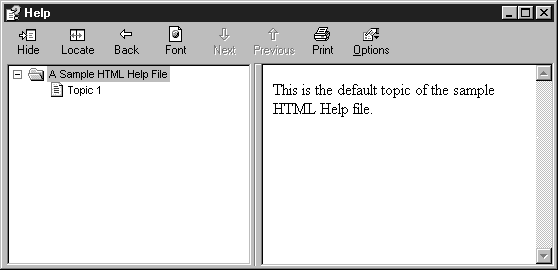 Help
Hide Locate Back Font Next Previous Print Options
A Sample HTML Help File
Topic 1
This is the default topic of the sample
HTML Help file.